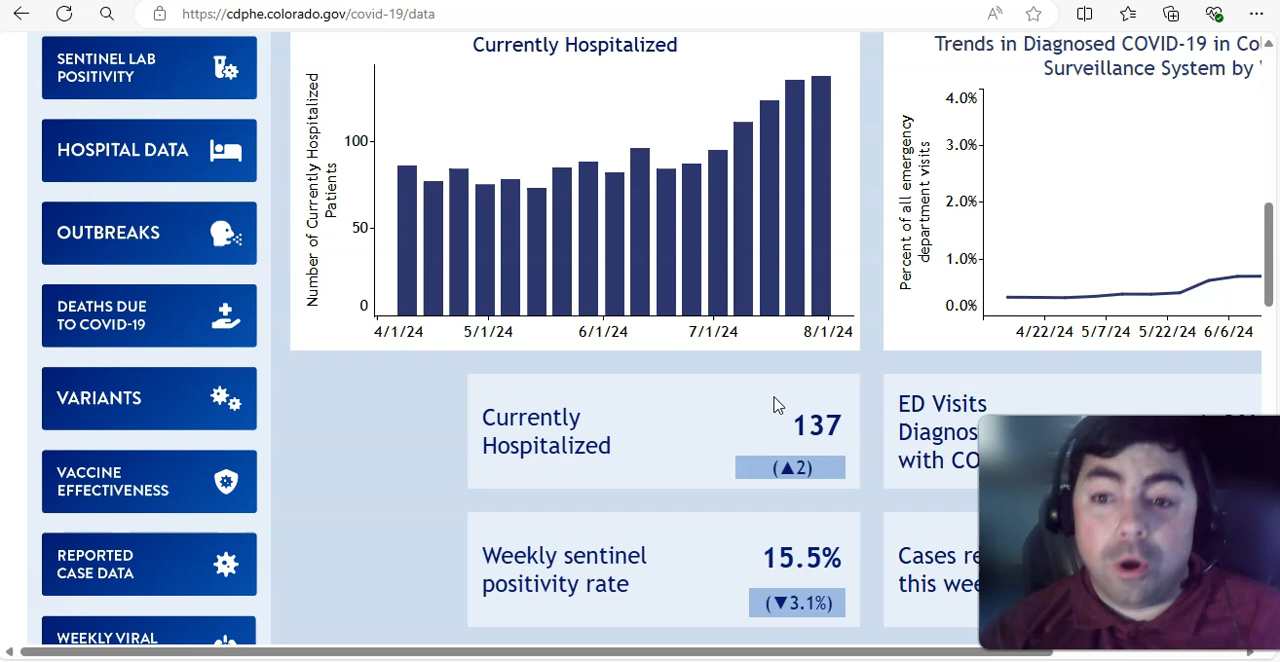 https://cdphe.colorado.gov/covid-19/data
SENTINEL LAB
POSITIVITY
HOSPITAL DATA
OUTBREAKS
DEATHS DUE
TO COVID-19
VARIANTS
VACCINE
EFFECTIVENESS
REPORTED
CASE DATA
WEEKLY VIRAL
Currently Hospitalized
Number of Currently Hospitalized
Patients
100
50
0
4/1/24 5/1/24 6/1/24 7/1/24 8/1/24
Trends in Diagnosed COVID-19 in Co
Surveillance System by
Percent of all emergency
department visits
4.0%
3.0%
2.0%
1.0%
0.0%
4/22/24 5/7/24 5/22/24 6/6/24
Currently
Hospitalized
137
(▲2)
ED Visits
Diagnos
with CO
Weekly sentinel
positivity rate
15.5%
(▼3.1%)
Cases re
this wee